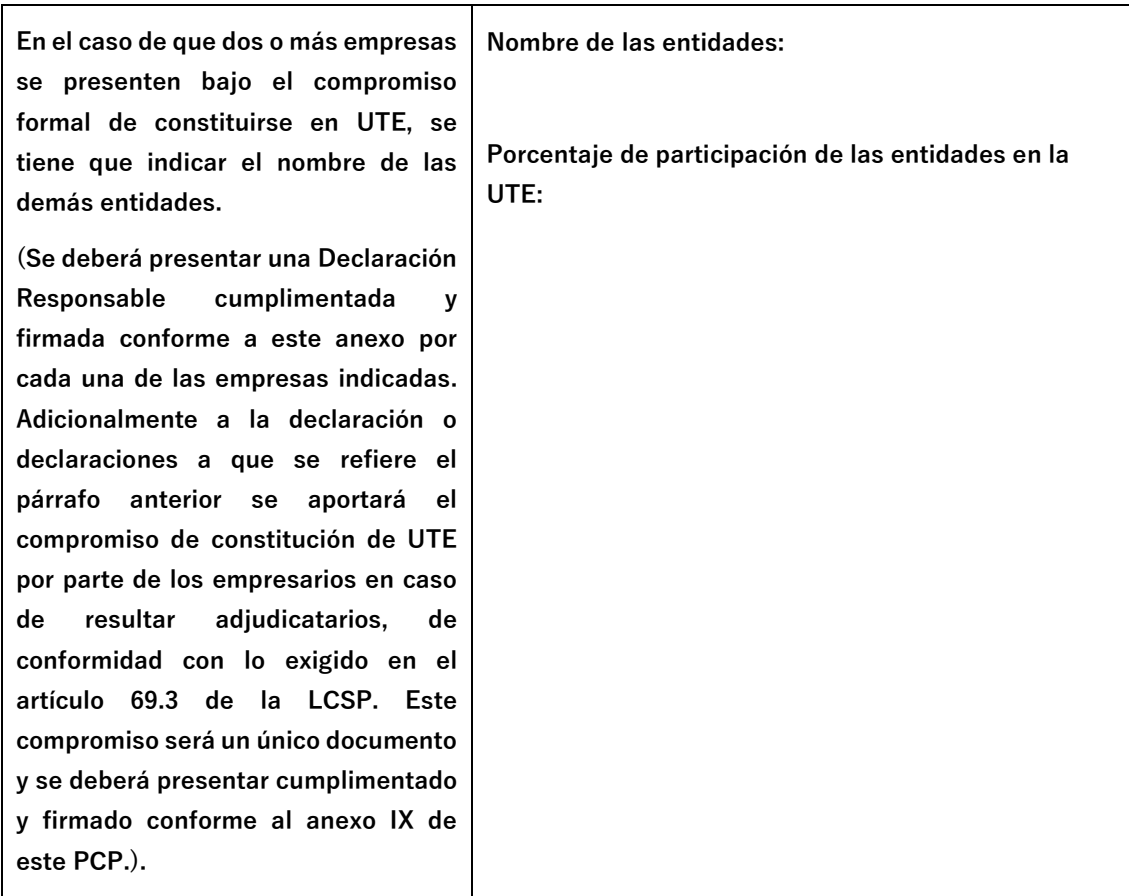 En el caso de que dos o más empresas
se presenten bajo el compromiso
formal de constituirse en UTE, se
tiene que indicar el nombre de las
demás entidades.
(Se deberá presentar una Declaración
Responsable cumplimentada y
firmada conforme a este anexo por
cada una de las empresas indicadas.
Adicionalmente a la declaración o
declaraciones a que se refiere el
párrafo anterior se aportará el
compromiso de constitución de UTE
por parte de los empresarios en caso
de resultar adjudicatarios, de
conformidad con lo exigido en el
artículo 69.3 de la LCSP. Este
compromiso será un único documento
y se deberá presentar cumplimentado
y firmado conforme al anexo IX de
este PCP.).
Nombre de las entidades:
Porcentaje de participación de las entidades en la
UTE: